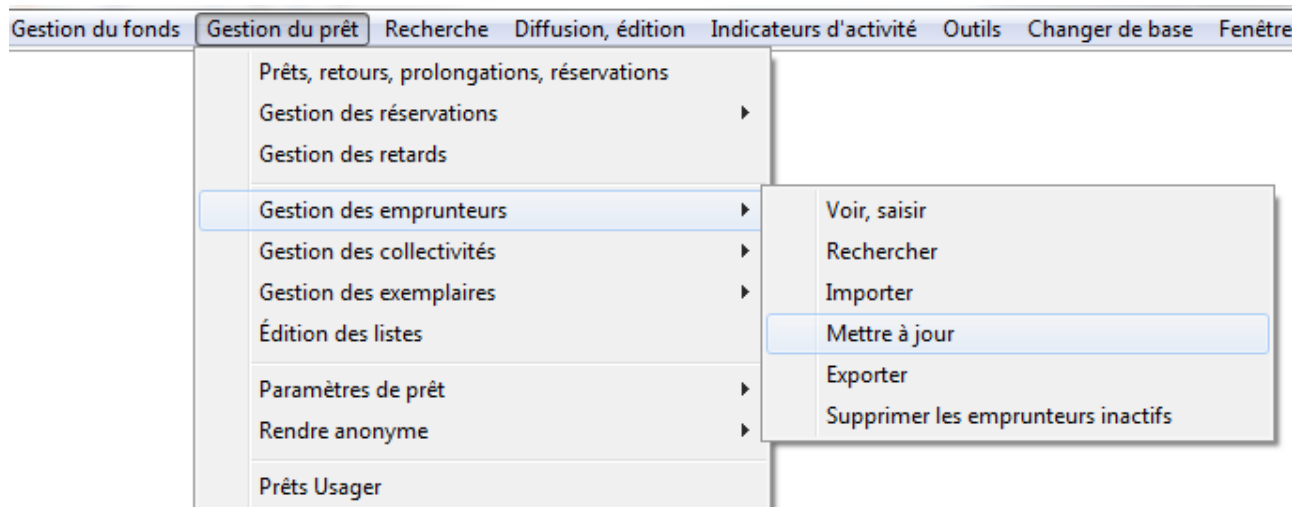 Gestion du fonds Gestion du prêt Recherche Diffusion, édition Indicateurs d'activité Outils Changer de base Fenêtre
Prêts, retours, prolongations, réservations
Gestion des réservations
Gestion des retards
Gestion des emprunteurs
Gestion des collectivités
Gestion des exemplaires
Édition des listes
Paramètres de prêt
Rendre anonyme
Prêts Usager
Voir, saisir
Rechercher
Importer
Mettre à jour
Exporter
Supprimer les emprunteurs inactifs